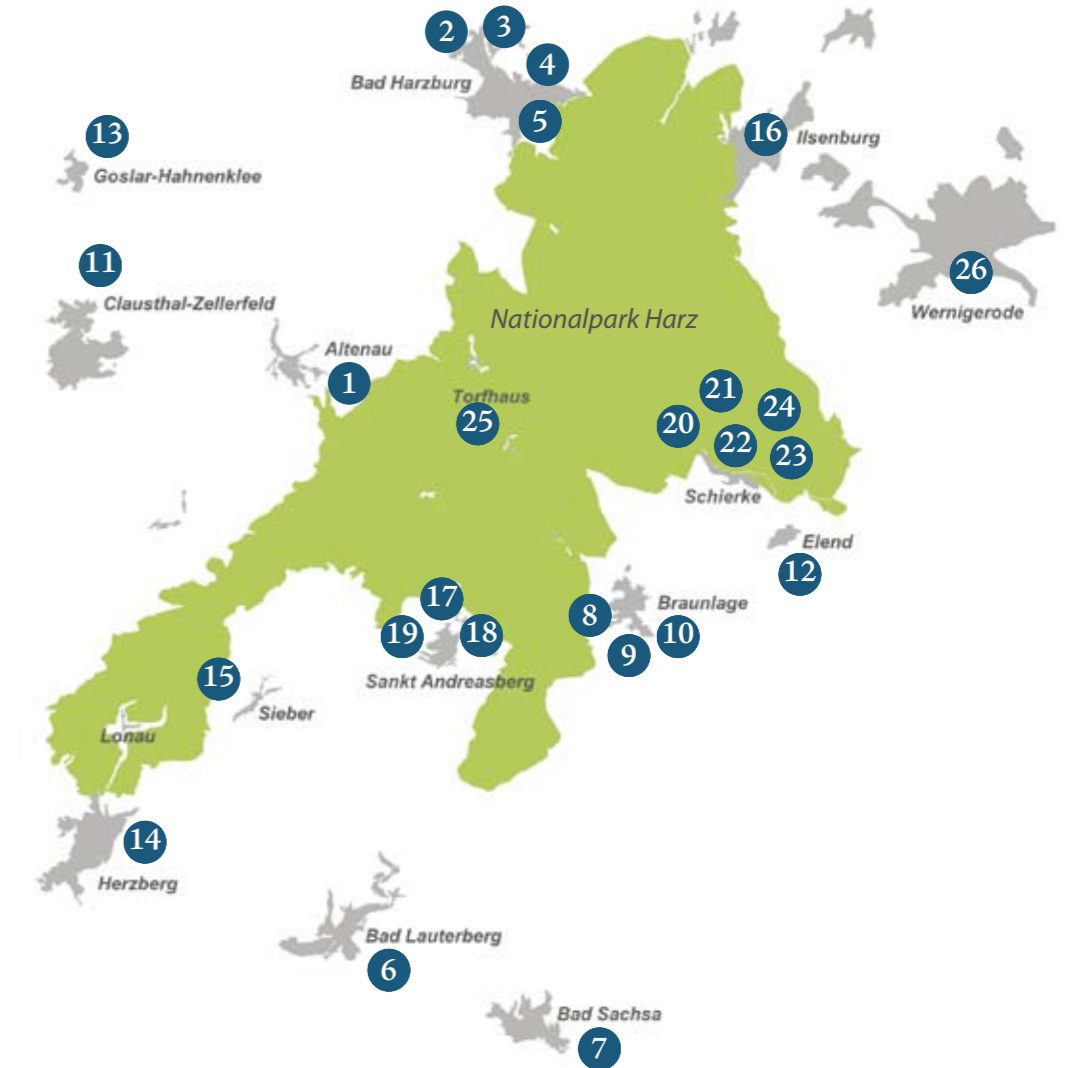 3
2
4
Bad Harzburg
5
16
Ilsenburg
13
Goslar-Hahnenklee
11
26
Clausthal-Zellerfeld
Wernigerode
Nationalpark Harz
Altenau
1
21
Torfhaus
24
25
20
22
23
Schierke
Elend
12
17
Braunlage
8
19
18
10
9
15
Sankt Andreasberg
Sieber
Lonau
14
Herzberg
Bad Lauterberg
6
Bad Sachsa
7